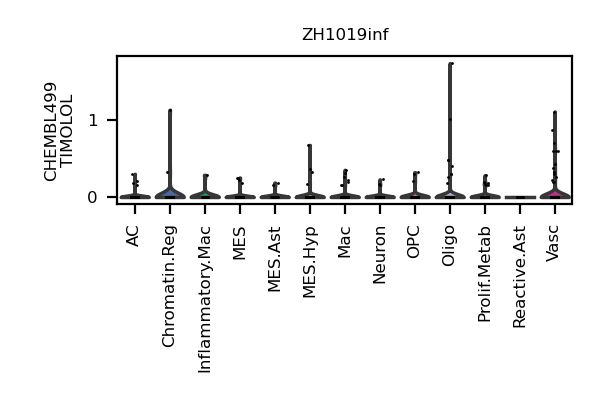 ZH1019inf
CHEMBL499
TIMOLOL
1
0
AC
Chromatin.Reg
Inflammatory.Mac
MES
MES.Ast
MES.Hyp
Mac
Neuron
OPC
Oligo
Prolif.Metab
Reactive.Ast
Vasc